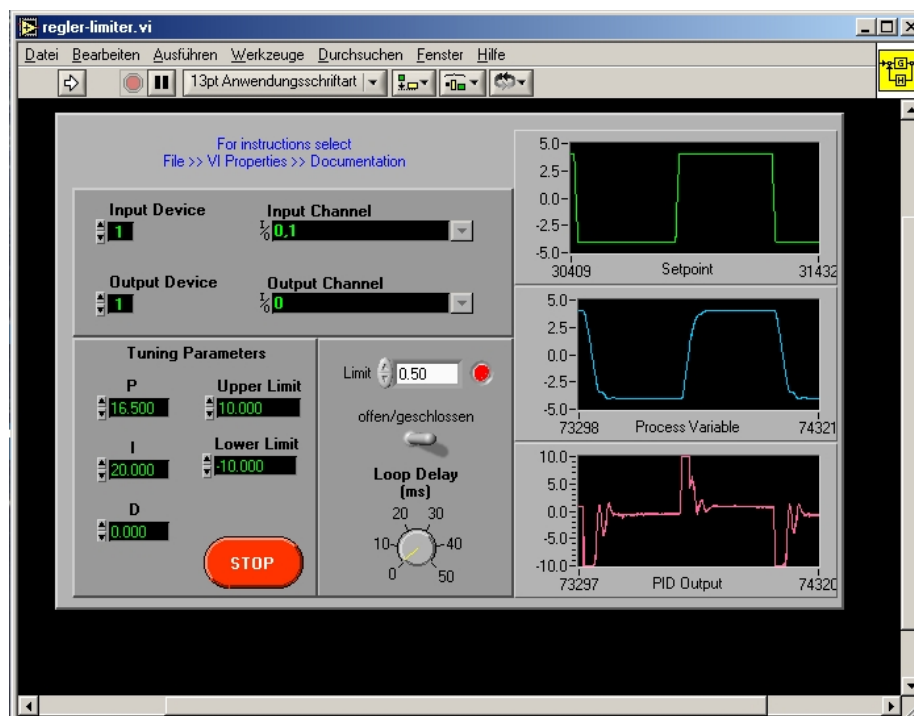 regler-limiter.vi
Datei Bearbeiten Ausführen Werkzeuge Durchsuchen Fenster Hilfe
13pt Anwendungsschriftart
G
H
For instructions select
File >> VI Properties >> Documentation
Input Device
Input Channel
1
0,1
Output Device
Output Channel
1
0
Tuning Parameters
P
Upper Limit
16.500
10.000
I
Lower Limit
20.000
-10.000
D
0.000
STOP
Limit 0.50
offen/geschlossen
Loop Delay
(ms)
20 30
10 40
0 50
5.0
2.5
0.0
-2.5
-5.0
30409 Setpoint 31432
5.0
2.5
0.0
-2.5
-5.0
73298 Process Variable 74321
10.0
5.0
0.0
-5.0
-10.0
73297 PID Output 74320